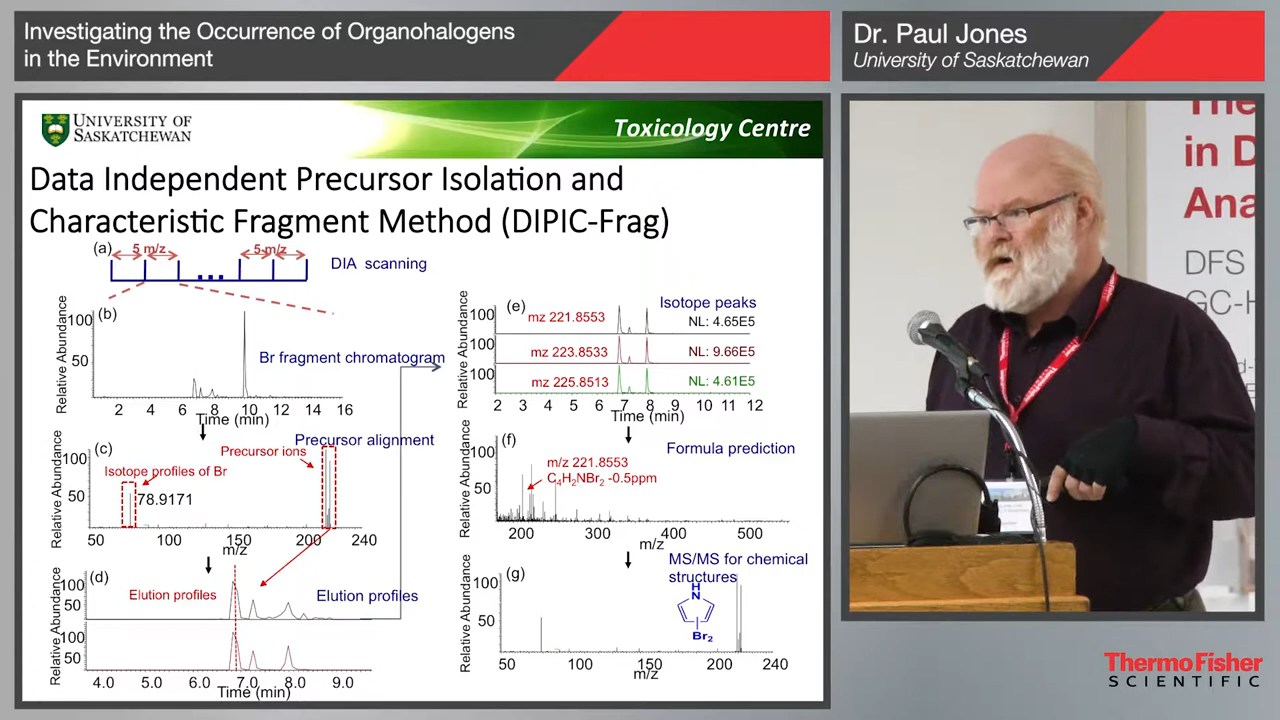 Investigating the Occurrence of Organohalogens
in the Environment
Dr. Paul Jones
University of Saskatchewan
UNIVERSITY OF
SASKATCHEWAN
Toxicology Centre
Data Independent Precursor Isolation and
Characteristic Fragment Method (DIPIC-Frag)
(a)
5 m/z
5 m/z
DIA scanning
(b)
Relative Abundance
100
50
Br fragment chromatogram
2 4 6 8 10 12 14 16
Time (min)
(c)
Relative Abundance
100
50
Precursor alignment
Precursor ions
Isotope profiles of Br
78.9171
50 100 150 200 240
m/z
(d)
Relative Abundance
100
50
100
50
Elution profiles
Elution profiles
4.0 5.0 6.0 7.0 8.0 9.0
Time (min)
(e)
Relative Abundance
Isotope peaks
100
mz 221.8553
NL: 4.65E5
100
mz 223.8533
NL: 9.66E5
100
mz 225.8513
NL: 4.61E5
2 3 4 5 6 7 8 9 10 11 12
Time (min)
(f)
Relative Abundance
100
50
Formula prediction
m/z 221.8553
C₄H₂NBr₂ -0.5ppm
200 300 400 500
m/z
(g)
Relative Abundance
100
50
MS/MS for chemical
structures
H
N
Br₂
50 100 150 200 240
m/z
in D
Ana
DFS
GC-H
ThermoFisher
SCIENTIFIC